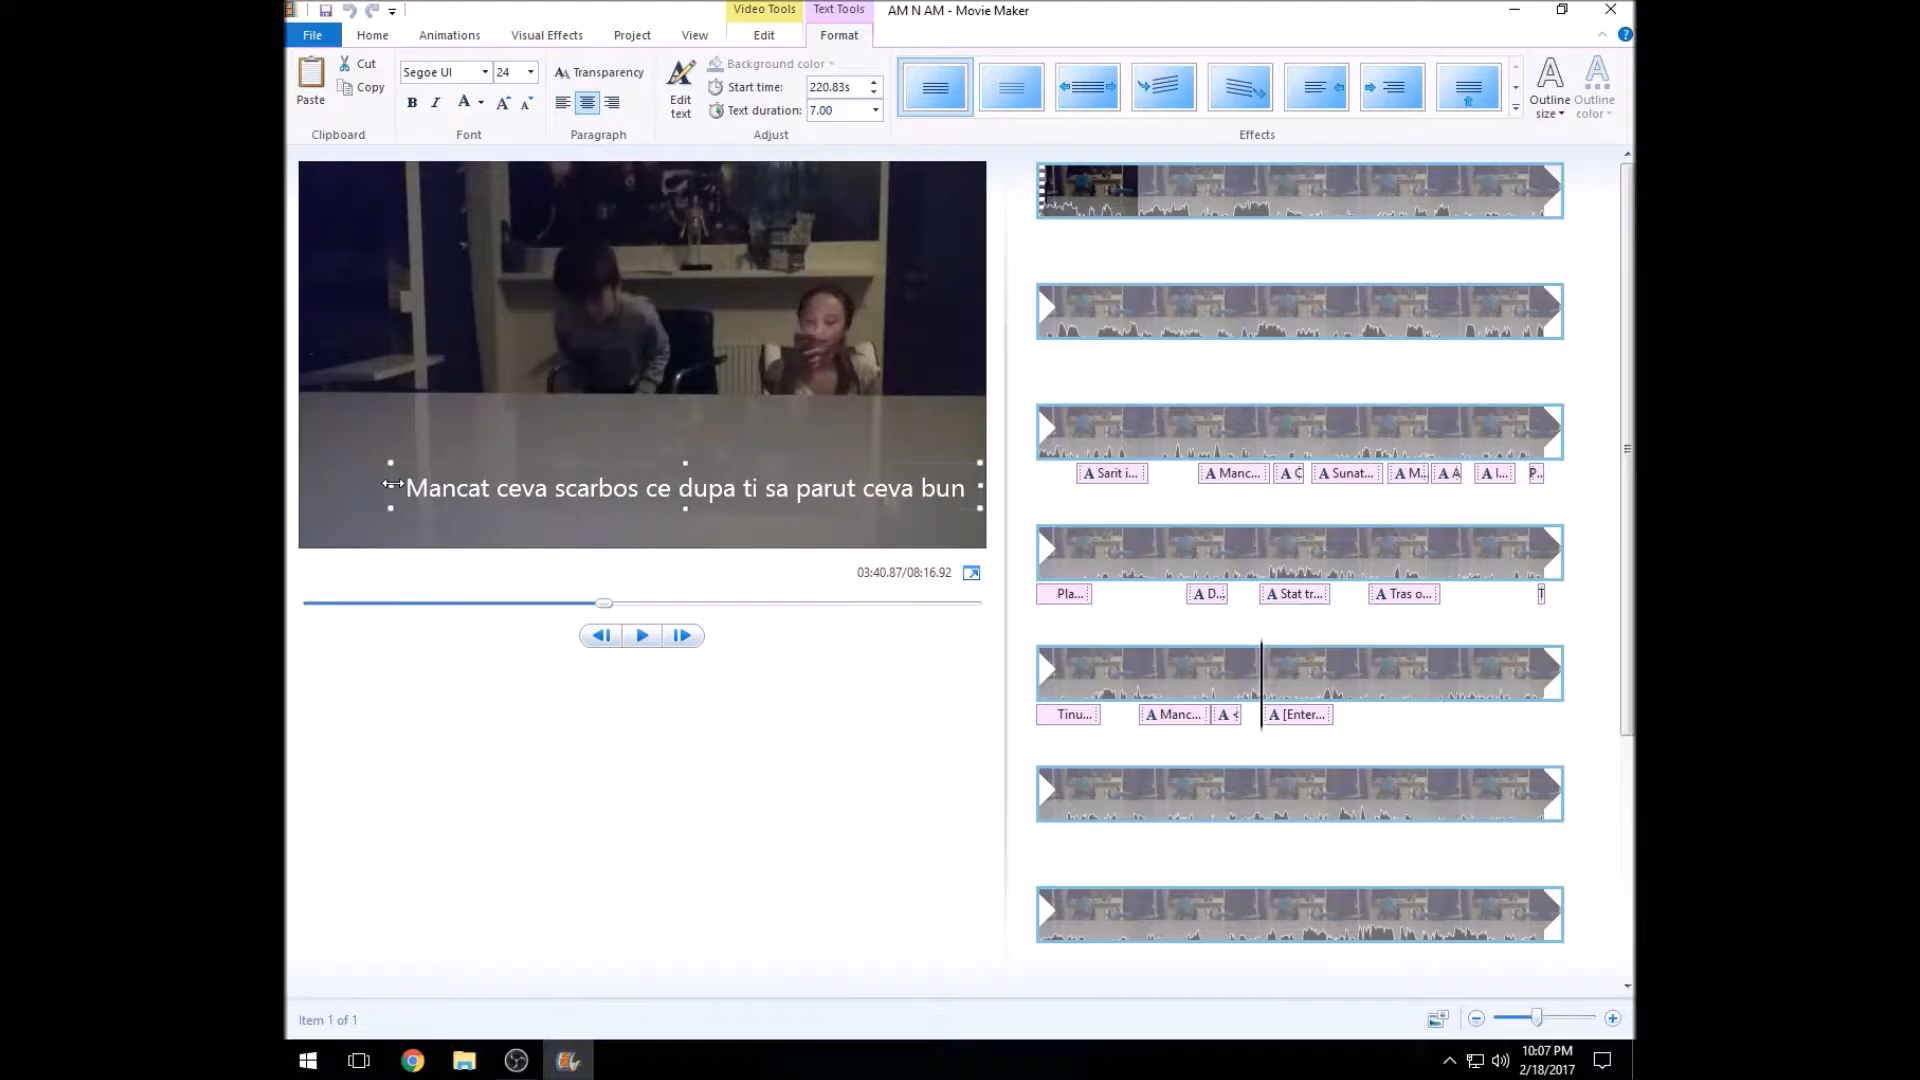 Video Tools Text Tools AM N AM - Movie Maker
File Home Animations Visual Effects Project View Edit Format
Paste Cut Copy
Clipboard
Segoe UI 24
Font
Transparency
Paragraph
Edit text
Background color
Start time: 220.83s
Text duration: 7.00
Adjust
Effects
Outline size
Outline color
Mancat ceva scarbos ce dupa ti sa parut ceva bun
03:40.87/08:16.92
A Sarit i... A Manc... A C A Sunat... A M... A A A I... P...
Pla... A D... A Stat tr... A Tras o... T
Tinu... A Manc... A < A [Enter...
Item 1 of 1
10:07 PM
2/18/2017